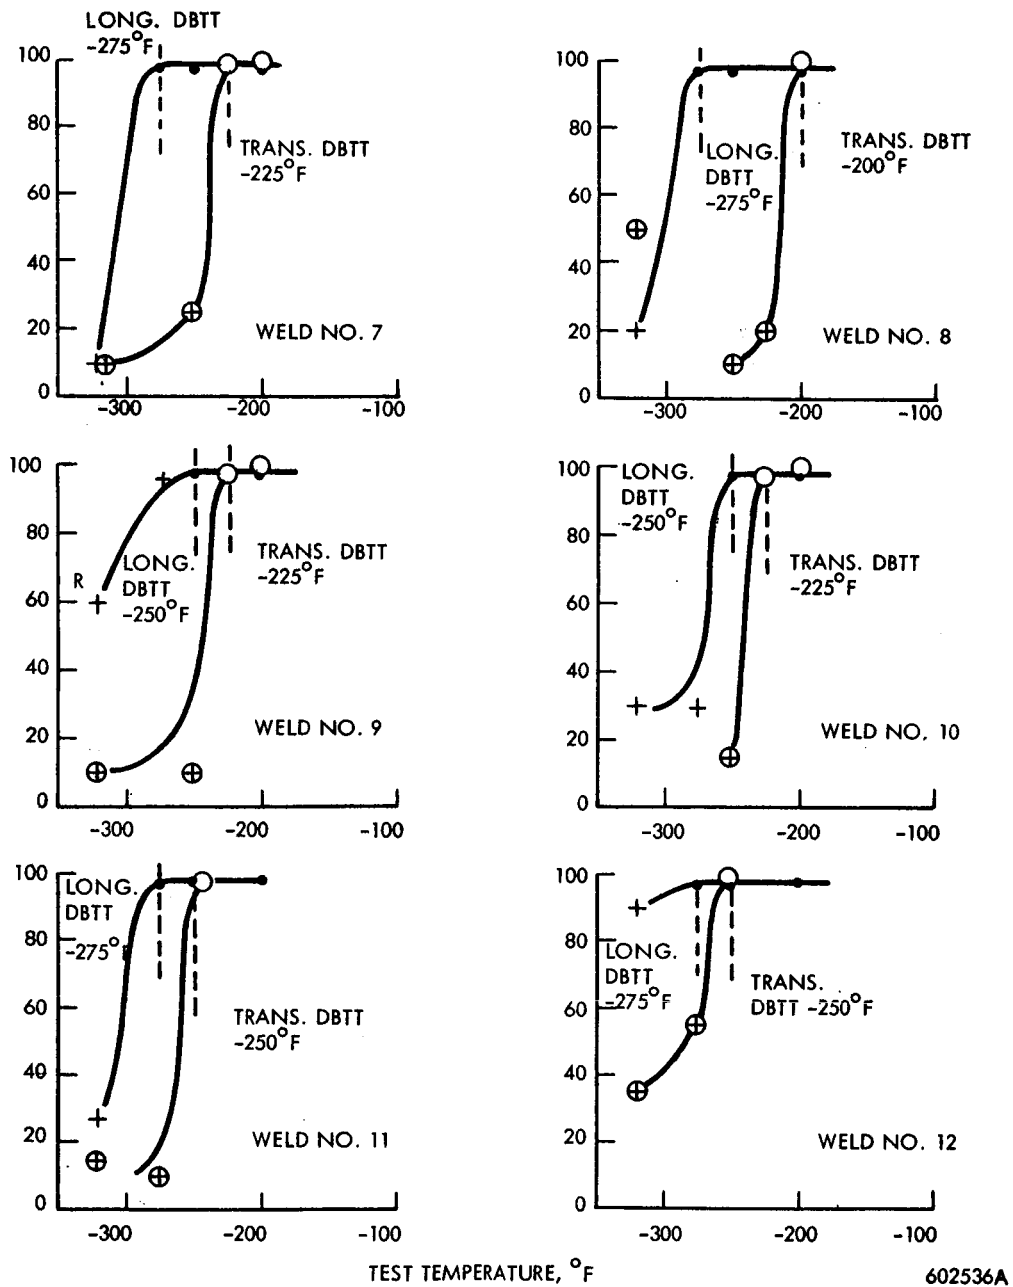 LONG. DBTT
-275°F
100
80
60
40
20
0
TRANS. DBTT
-225°F
WELD NO. 7
-300
-200
-100
100
80
60
40
20
0
LONG.
DBTT
-275°F
TRANS. DBTT
-200°F
WELD NO. 8
-300
-200
-100
100
80
60
40
20
0
R
LONG.
DBTT
-250°F
TRANS. DBTT
-225°F
WELD NO. 9
-300
-200
-100
100
80
60
40
20
0
LONG.
DBTT
-250°F
TRANS. DBTT
-225°F
WELD NO. 10
-300
-200
-100
100
80
60
40
20
0
LONG.
DBTT
-275°F
TRANS. DBTT
-250°F
WELD NO. 11
-300
-200
-100
100
80
60
40
20
0
LONG.
DBTT
-275°F
TRANS.
DBTT -250°F
WELD NO. 12
-300
-200
-100
TEST TEMPERATURE, °F
602536A